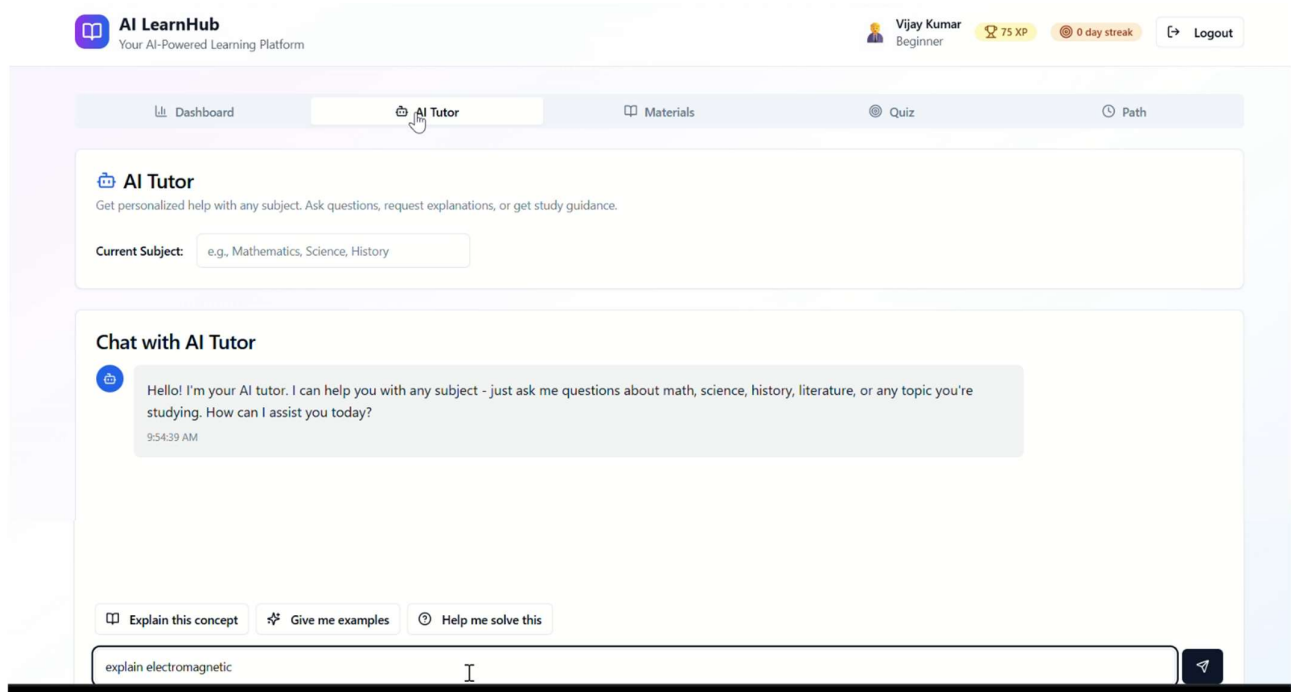 AI LearnHub
Your AI-Powered Learning Platform
Vijay Kumar
Beginner
75 XP
0 day streak
Logout
Dashboard
AI Tutor
Materials
Quiz
Path
AI Tutor
Get personalized help with any subject. Ask questions, request explanations, or get study guidance.
Current Subject:
e.g., Mathematics, Science, History
Chat with AI Tutor
Hello! I'm your AI tutor. I can help you with any subject - just ask me questions about math, science, history, literature, or any topic you're
studying. How can I assist you today?
9:54:39 AM
Explain this concept
Give me examples
Help me solve this
explain electromagnetic